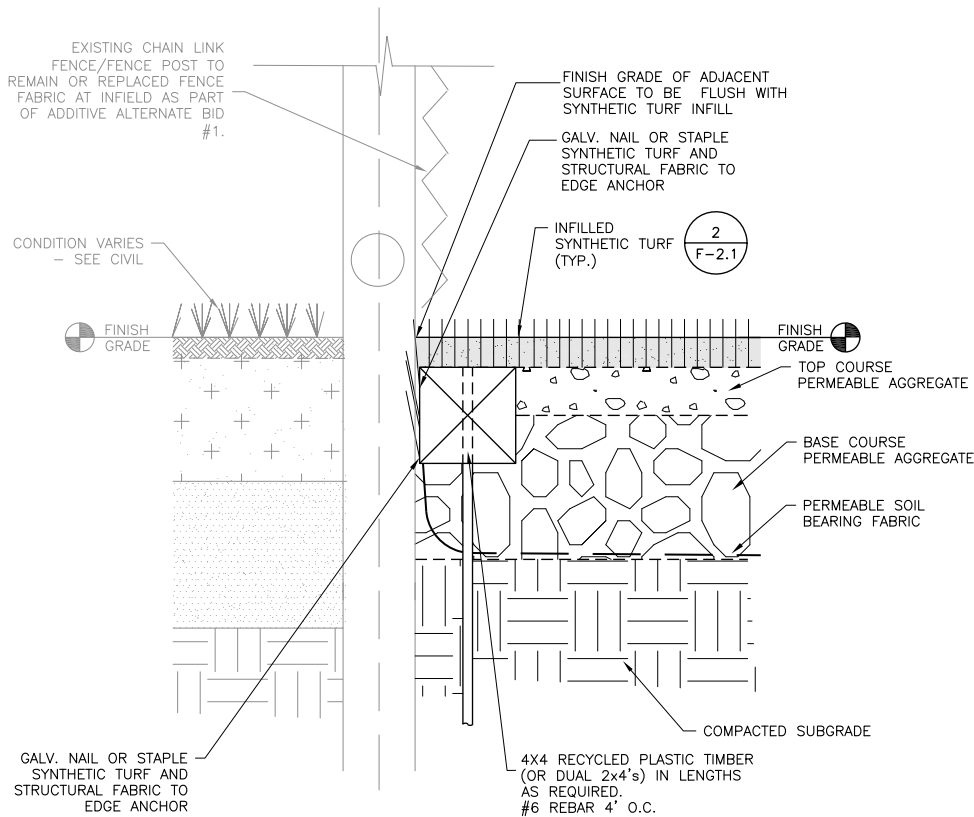 EXISTING CHAIN LINK
FENCE/FENCE POST TO
REMAIN OR REPLACED FENCE
FABRIC AT INFIELD AS PART
OF ADDITIVE ALTERNATE BID
#1.
FINISH GRADE OF ADJACENT
SURFACE TO BE FLUSH WITH
SYNTHETIC TURF INFILL
GALV. NAIL OR STAPLE
SYNTHETIC TURF AND
STRUCTURAL FABRIC TO
EDGE ANCHOR
INFILLED
SYNTHETIC TURF
(TYP.)
2
F-2.1
CONDITION VARIES
- SEE CIVIL
FINISH
GRADE
FINISH
GRADE
TOP COURSE
PERMEABLE AGGREGATE
BASE COURSE
PERMEABLE AGGREGATE
PERMEABLE SOIL
BEARING FABRIC
COMPACTED SUBGRADE
GALV. NAIL OR STAPLE
SYNTHETIC TURF AND
STRUCTURAL FABRIC TO
EDGE ANCHOR
4X4 RECYCLED PLASTIC TIMBER
(OR DUAL 2x4's) IN LENGTHS
AS REQUIRED.
#6 REBAR 4' O.C.